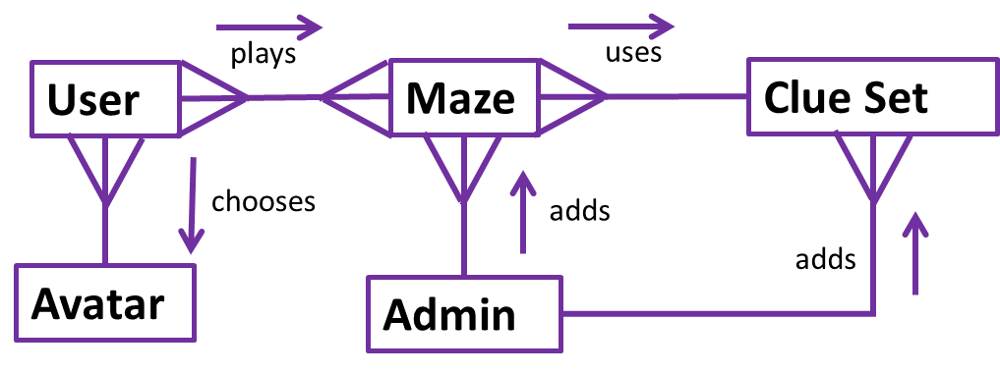 plays
uses
User
Maze
Clue Set
chooses
adds
adds
Avatar
Admin